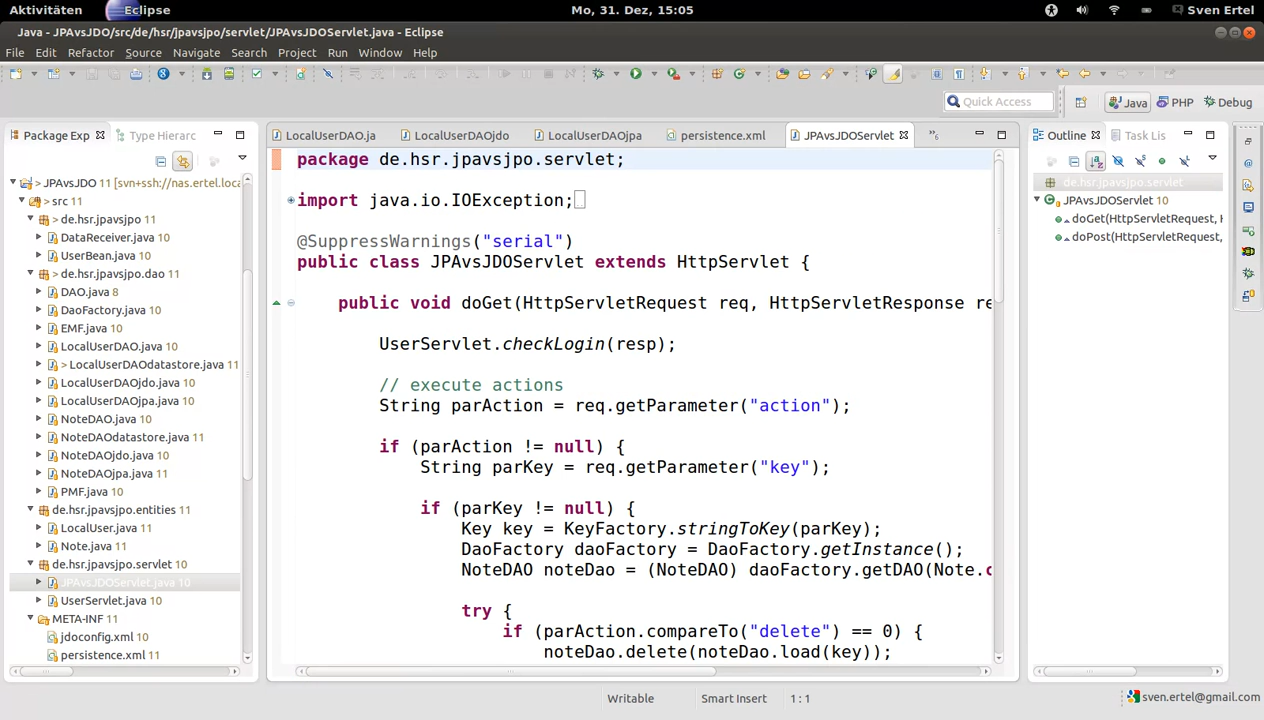 Aktivitäten
Eclipse
Mo, 31. Dez, 15:05
Sven Ertel
Java - JPAvsJDO/src/de/hsr/jpavsjpo/servlet/JPAvsJDOServlet.java - Eclipse
File Edit Refactor Source Navigate Search Project Run Window Help
Quick Access
Java
PHP
Debug
Package Exp
Type Hierarc
LocalUserDAO.ja
LocalUserDAOjdo
LocalUserDAOjpa
persistence.xml
JPAvsJDOServlet
»6
Outline
Task Lis
JPAvsJDO 11 [svn+ssh://nas.ertel.loca
> src 11
> de.hsr.jpavsjpo 11
DataReceiver.java 10
UserBean.java 10
> de.hsr.jpavsjpo.dao 11
DAO.java 8
DaoFactory.java 10
EMF.java 10
LocalUserDAO.java 10
> LocalUserDAOdatastore.java 11
LocalUserDAOjdo.java 10
LocalUserDAOjpa.java 10
NoteDAO.java 10
NoteDAOdatastore.java 11
NoteDAOjdo.java 10
NoteDAOjpa.java 11
PMF.java 10
de.hsr.jpavsjpo.entities 11
LocalUser.java 11
Note.java 11
de.hsr.jpavsjpo.servlet 10
JPAvsJDOServlet.java 10
UserServlet.java 10
META-INF 11
jdoconfig.xml 10
persistence.xml 11
package de.hsr.jpavsjpo.servlet;
import java.io.IOException;
@SuppressWarnings("serial")
public class JPAvsJDOServlet extends HttpServlet {
public void doGet(HttpServletRequest req, HttpServletResponse re
UserServlet.checkLogin(resp);
// execute actions
String parAction = req.getParameter("action");
if (parAction != null) {
String parKey = req.getParameter("key");
if (parKey != null) {
Key key = KeyFactory.stringToKey(parKey);
DaoFactory daoFactory = DaoFactory.getInstance();
NoteDAO noteDao = (NoteDAO) daoFactory.getDAO(Note.c
try {
if (parAction.compareTo("delete") == 0) {
noteDao.delete(noteDao.load(key));
de.hsr.jpavsjpo.servlet
JPAvsJDOServlet 10
doGet(HttpServletRequest, H
doPost(HttpServletRequest,
Writable
Smart Insert
1 : 1
sven.ertel@gmail.com